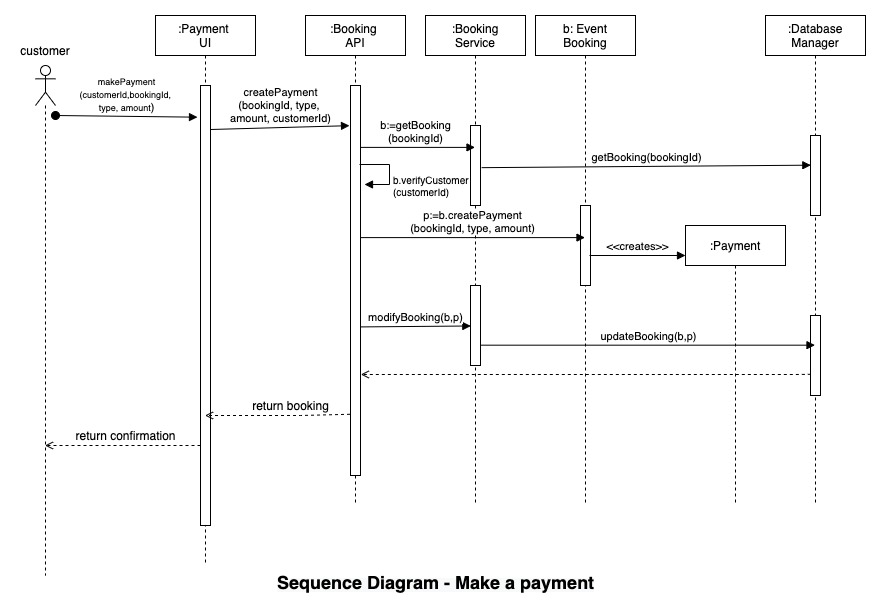 customer
:Payment
UI
:Booking
API
:Booking
Service
b: Event
Booking
:Database
Manager
makePayment
(customerId,bookingId,
type, amount)
createPayment
(bookingId, type,
amount, customerId)
b:=getBooking
(bookingId)
getBooking(bookingId)
b.verifyCustomer
(customerId)
p:=b.createPayment
(bookingId, type, amount)
<<creates>>
:Payment
modifyBooking(b,p)
updateBooking(b,p)
return booking
return confirmation
Sequence Diagram - Make a payment